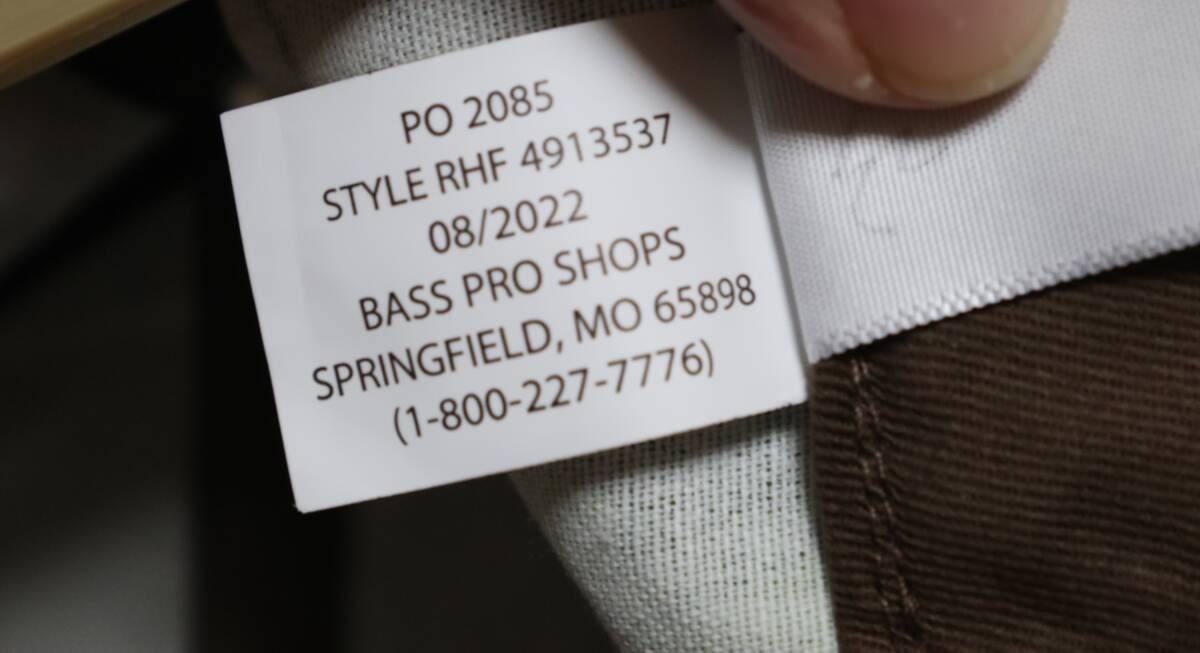 PO 2085
STYLE RHF 4913537
08/2022
BASS PRO SHOPS
SPRINGFIELD, MO 65898
(1-800-227-7776)